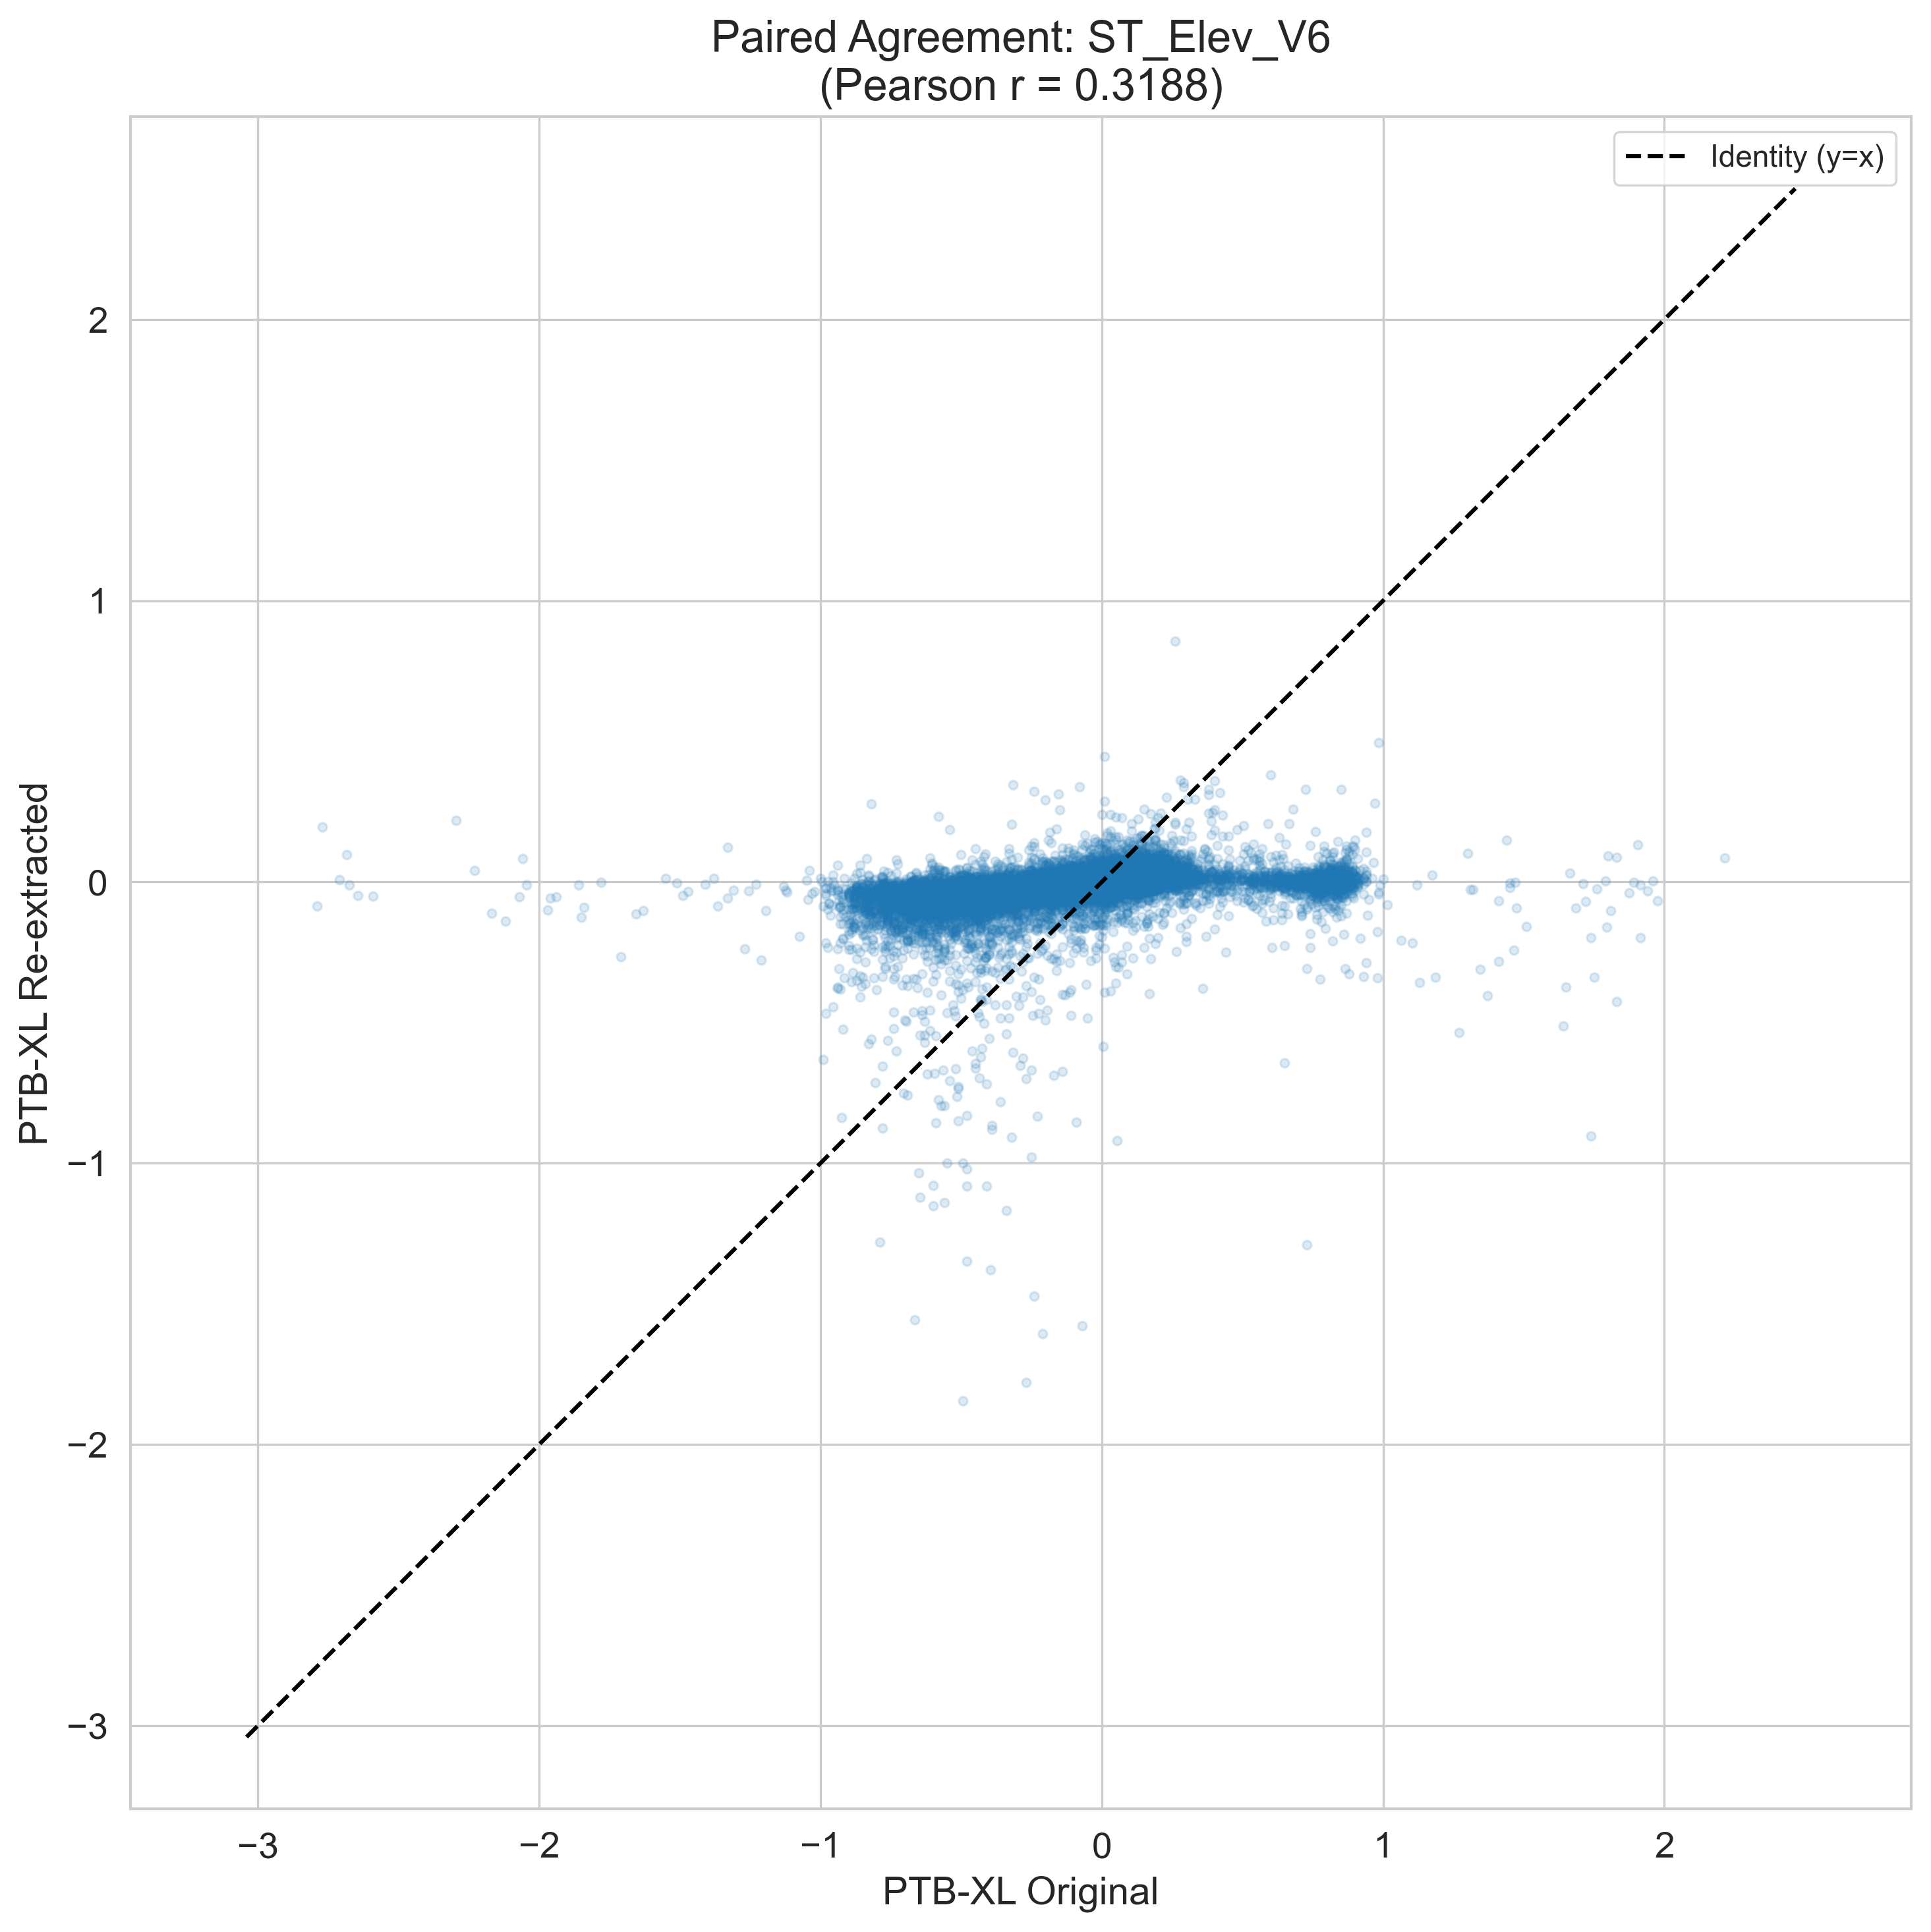 Paired Agreement: ST_Elev_V6
(Pearson r = 0.3188)
Identity (y=x)
2
1
0
−1
−2
−3
PTB-XL Re-extracted
−3
−2
−1
0
1
2
PTB-XL Original